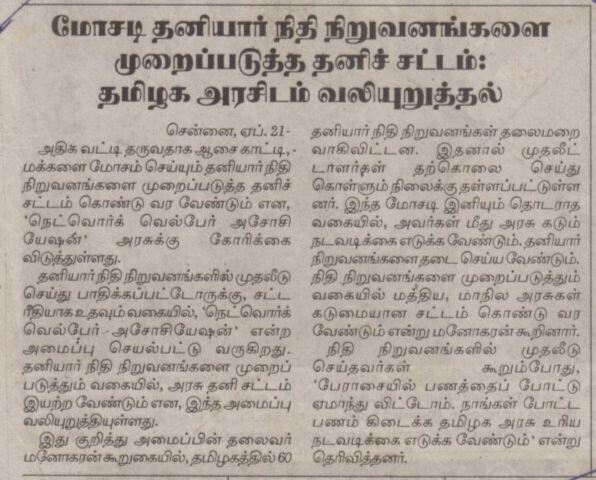 மோசடி தனியார் நிதி நிறுவனங்களை
முறைப்படுத்த தனிச் சட்டம்:
தமிழக அரசிடம் வலியுறுத்தல்
சென்னை, ஏப். 21-
அதிக வட்டி தருவதாக ஆசை காட்டி,
மக்களை மோசம் செய்யும் தனியார் நிதி
நிறுவனங்களை முறைப்படுத்த தனிச்
சட்டம் கொண்டு வர வேண்டும் என,
'நெட்வொர்க் வெல்பேர் அசோசி
யேஷன்' அரசுக்கு கோரிக்கை
விடுத்துள்ளது.
தனியார் நிதி நிறுவனங்களில் முதலீடு
செய்து பாதிக்கப்பட்டோருக்கு, சட்ட
ரீதியாக உதவும் வகையில், 'நெட்வொர்க்
வெல்பேர் அசோசியேஷன்' என்ற
அமைப்பு செயல்பட்டு வருகிறது.
தனியார் நிதி நிறுவனங்களை முறைப்
படுத்தும் வகையில், அரசு தனி சட்டம்
இயற்ற வேண்டும் என, இந்த அமைப்பு
வலியுறுத்தியுள்ளது.
இது குறித்து அமைப்பின் தலைவர்
மனோகரன் கூறுகையில், தமிழகத்தில் 60
தனியார் நிதி நிறுவனங்கள் தலைமறை
வாகிவிட்டன. இதனால் முதலீட்
டாளர்கள் தற்கொலை செய்து
கொள்ளும் நிலைக்கு தள்ளப்பட்டுள்ள
னர். இந்த மோசடி இனியும் தொடராத
வகையில், அவர்கள் மீது அரசு கடும்
நடவடிக்கை எடுக்க வேண்டும். தனியார்
நிறுவனங்களை தடை செய்ய வேண்டும்.
நிதி நிறுவனங்களை முறைப்படுத்தும்
வகையில் மத்திய, மாநில அரசுகள்
கடுமையான சட்டம் கொண்டு வர
வேண்டும் என்று மனோகரன் கூறினார்.
நிதி நிறுவனங்களில் முதலீடு
செய்தவர்கள் கூறும்போது,
'பேராசையில் பணத்தைப் போட்டு
ஏமாந்து விட்டோம். நாங்கள் போட்ட
பணம் கிடைக்க தமிழக அரசு உரிய
நடவடிக்கை எடுக்க வேண்டும்' என்று
தெரிவித்தனர்.